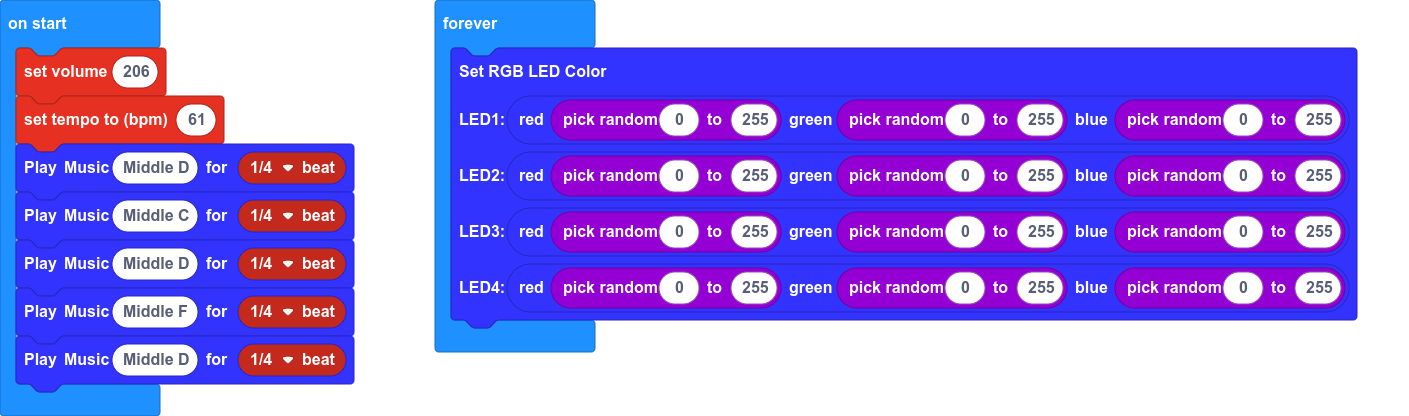 on start
set volume 206
set tempo to (bpm) 61
Play Music Middle D for 1/4 beat
Play Music Middle C for 1/4 beat
Play Music Middle D for 1/4 beat
Play Music Middle F for 1/4 beat
Play Music Middle D for 1/4 beat
forever
Set RGB LED Color
LED1: red pick random 0 to 255 green pick random 0 to 255 blue pick random 0 to 255
LED2: red pick random 0 to 255 green pick random 0 to 255 blue pick random 0 to 255
LED3: red pick random 0 to 255 green pick random 0 to 255 blue pick random 0 to 255
LED4: red pick random 0 to 255 green pick random 0 to 255 blue pick random 0 to 255